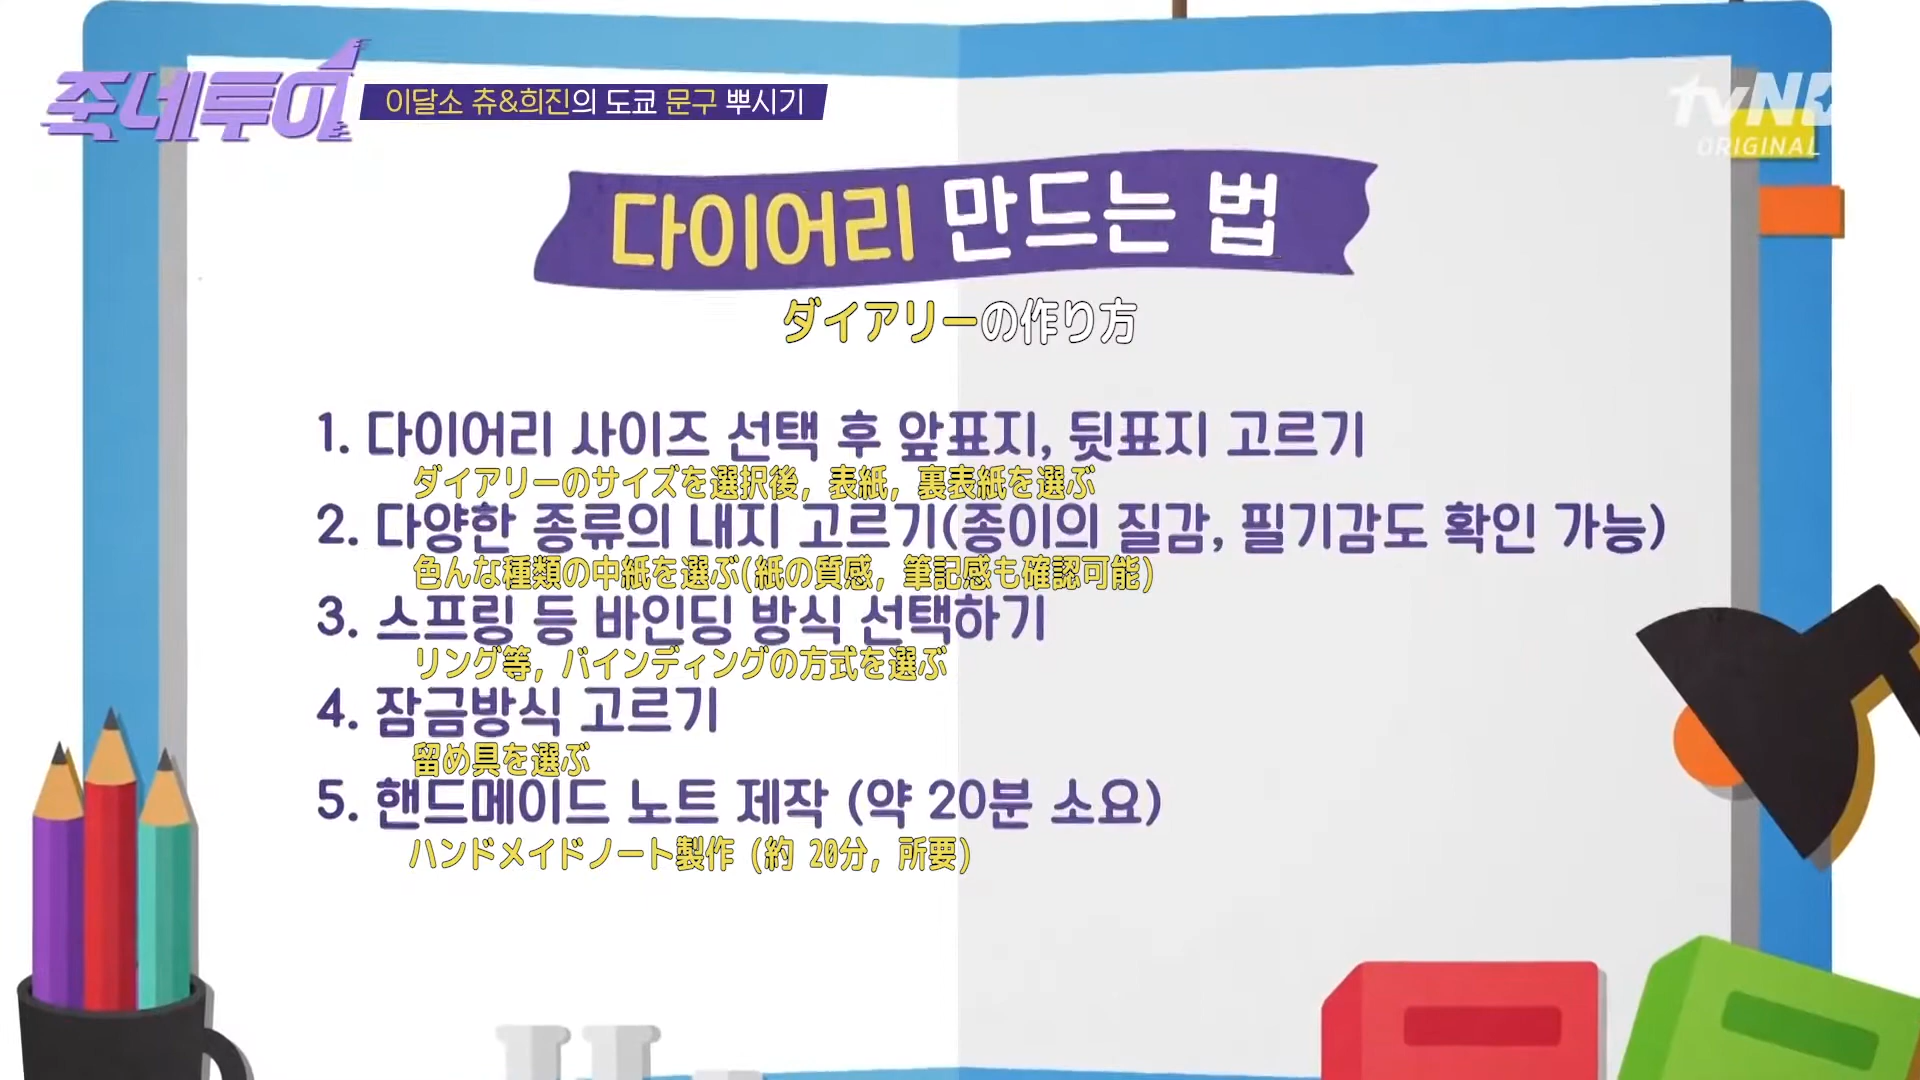 죽네투어
이달소 츄&희진의 도쿄 문구 뿌시기
tvND
ORIGINAL
다이어리 만드는 법
ダイアリーの作り方
1. 다이어리 사이즈 선택 후 앞표지, 뒷표지 고르기
ダイアリーのサイズを選択後, 表紙, 裏表紙を選ぶ
2. 다양한 종류의 내지 고르기(종이의 질감, 필기감도 확인 가능)
色んな種類の中紙を選ぶ(紙の質感, 筆記感も確認可能)
3. 스프링 등 바인딩 방식 선택하기
リング等, バインディングの方式を選ぶ
4. 잠금방식 고르기
留め具を選ぶ
5. 핸드메이드 노트 제작 (약 20분 소요)
ハンドメイドノート製作 (約 20分, 所要)